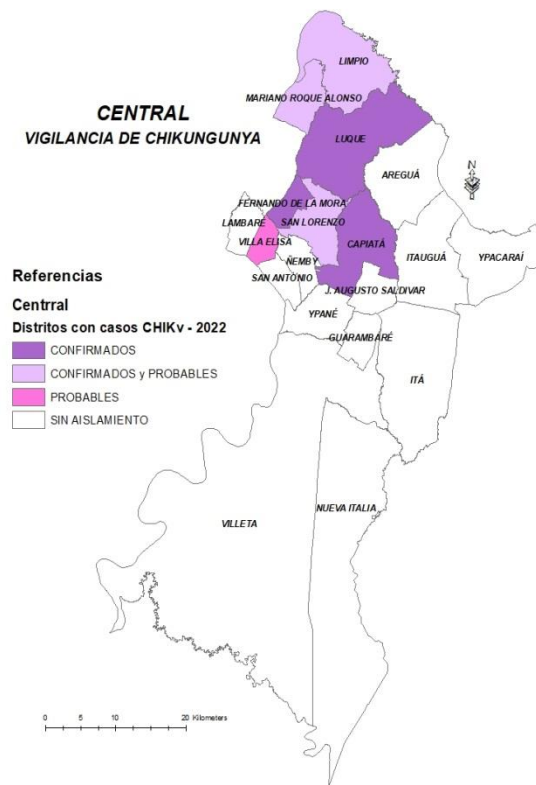 CENTRAL
VIGILANCIA DE CHIKUNGUNYA
LIMPIO
MARIANO ROQUE ALONSO
LUQUE
AREGUÁ
N
FERNANDO DE LA MORA
LAMBARÉ
SAN LORENZO
VILLA ELISA
CAPIATÁ
ITAUGUÁ
YPACARAÍ
ÑEMBY
SAN ANTONIO
J. AUGUSTO SALDIVAR
YPANÉ
GUARAMBARÉ
ITÁ
Referencias
Centrral
Distritos con casos CHIKv - 2022
CONFIRMADOS
CONFIRMADOS y PROBABLES
PROBABLES
SIN AISLAMIENTO
NUEVA ITALIA
VILLETA
0 5 10 20 Kilometers